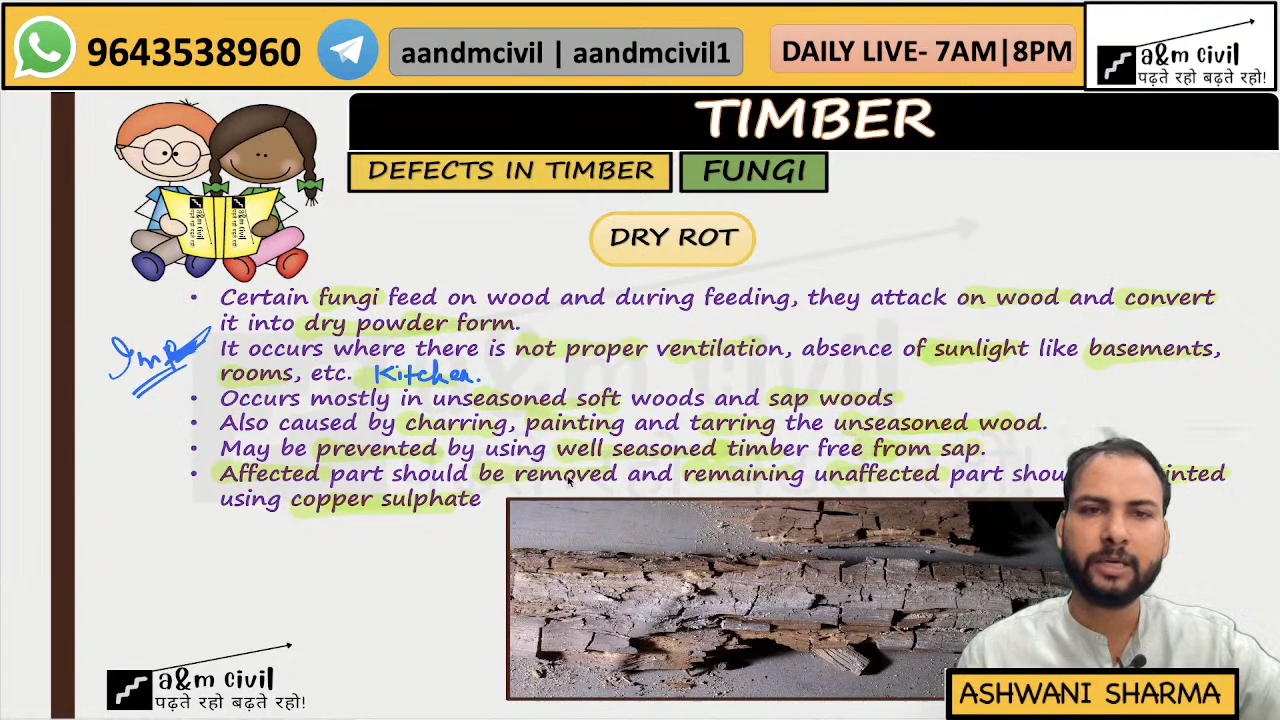 9643538960
aandmcivil | aandmcivil1
DAILY LIVE- 7AM|8PM
a&m civil
पढ़ते रहो बढ़ते रहो!
TIMBER
DEFECTS IN TIMBER
FUNGI
DRY ROT
• Certain fungi feed on wood and during feeding, they attack on wood and convert
it into dry powder form.
Imp
• It occurs where there is not proper ventilation, absence of sunlight like basements,
rooms, etc. Kitchen.
• Occurs mostly in unseasoned soft woods and sap woods
• Also caused by charring, painting and tarring the unseasoned wood.
• May be prevented by using well seasoned timber free from sap.
• Affected part should be removed and remaining unaffected part shou inted
using copper sulphate
a&m civil
पढ़ते रहो बढ़ते रहो!
ASHWANI SHARMA